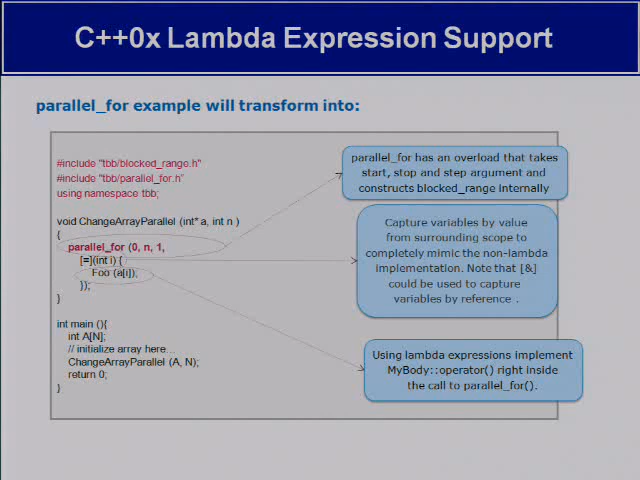 C++0x Lambda Expression Support
parallel_for example will transform into:
#include "tbb/blocked_range.h"
#include "tbb/parallel_for.h"
using namespace tbb;
void ChangeArrayParallel (int* a, int n )
{
parallel_for (0, n, 1,
[=](int i) {
Foo (a[i]);
});
}
int main (){
int A[N];
// initialize array here…
ChangeArrayParallel (A, N);
return 0;
}
parallel_for has an overload that takes
start, stop and step argument and
constructs blocked_range internally
Capture variables by value
from surrounding scope to
completely mimic the non-lambda
implementation. Note that [&]
could be used to capture
variables by reference .
Using lambda expressions implement
MyBody::operator() right inside
the call to parallel_for().